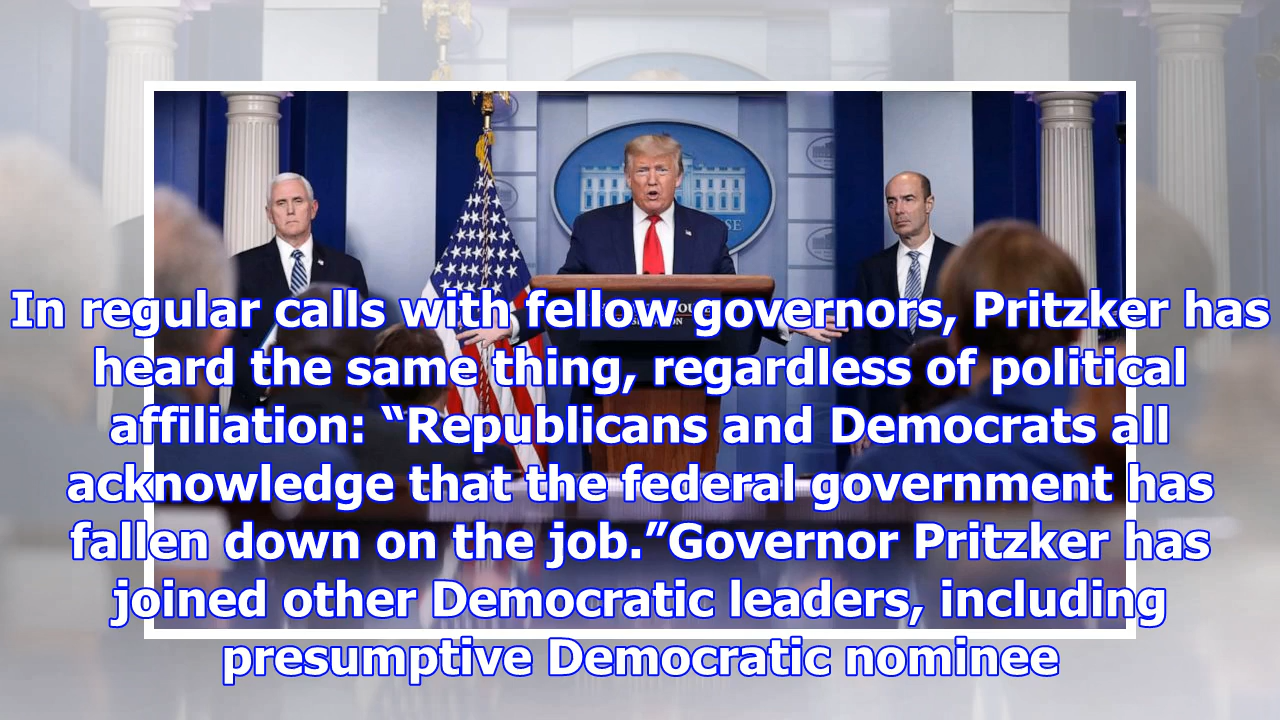 In regular calls with fellow governors, Pritzker has
heard the same thing, regardless of political
affiliation: “Republicans and Democrats all
acknowledge that the federal government has
fallen down on the job.”Governor Pritzker has
joined other Democratic leaders, including
presumptive Democratic nominee